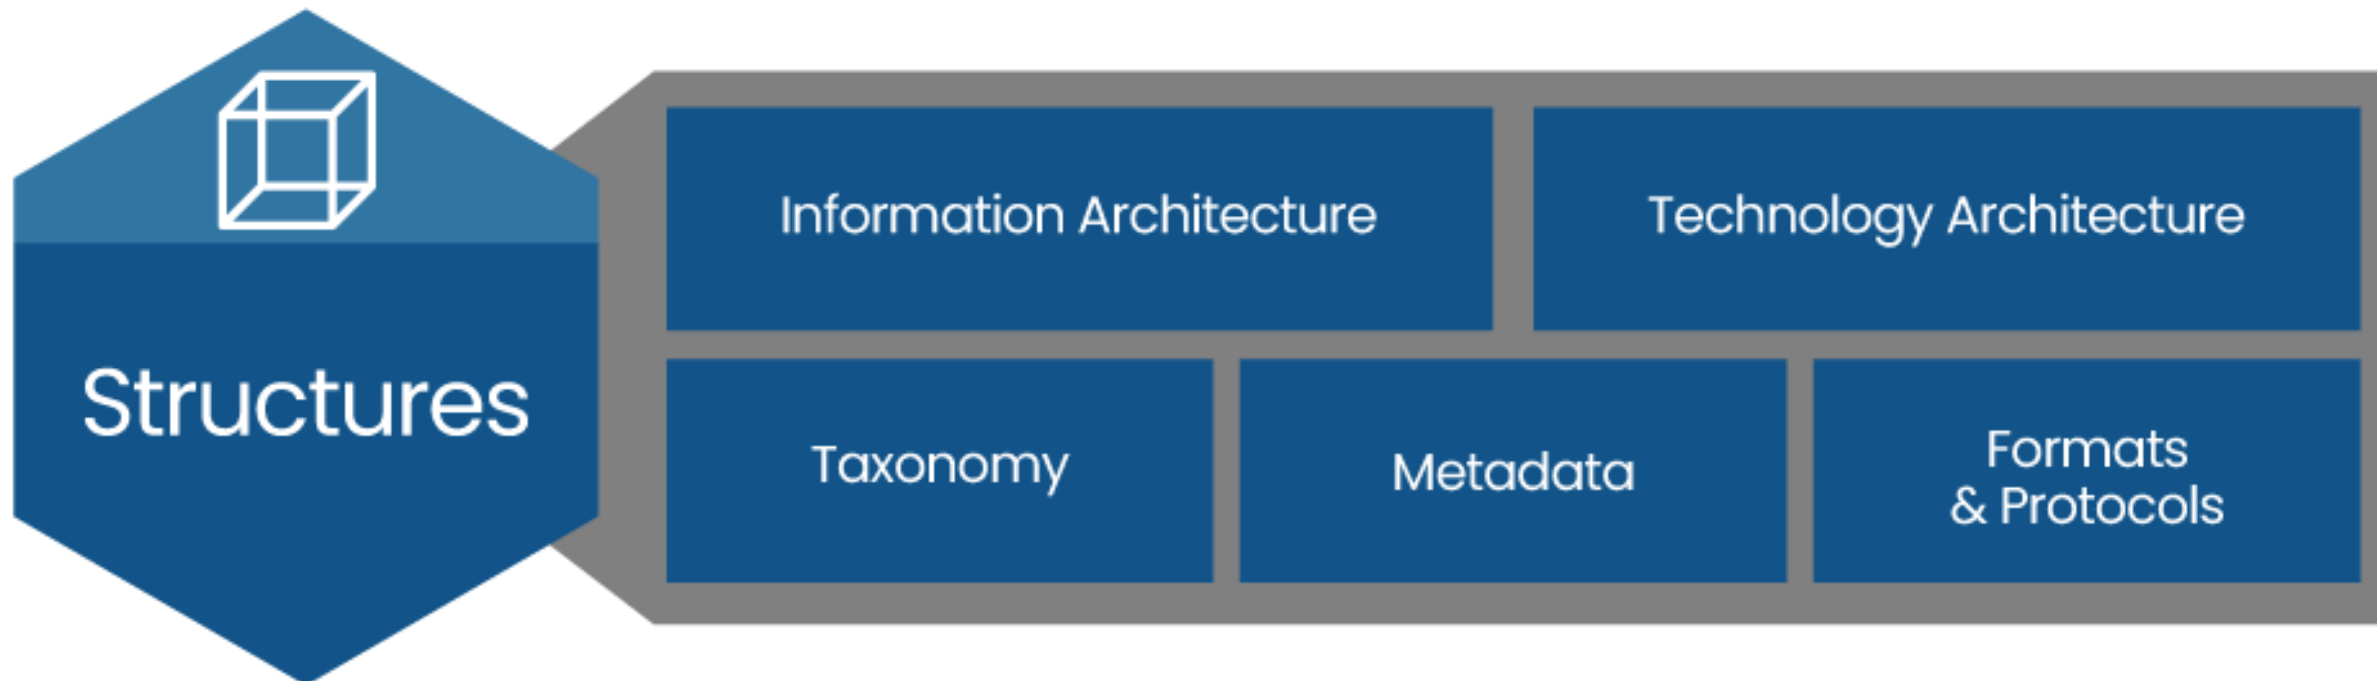 Structures
Information Architecture
Technology Architecture
Taxonomy
Metadata
Formats
& Protocols